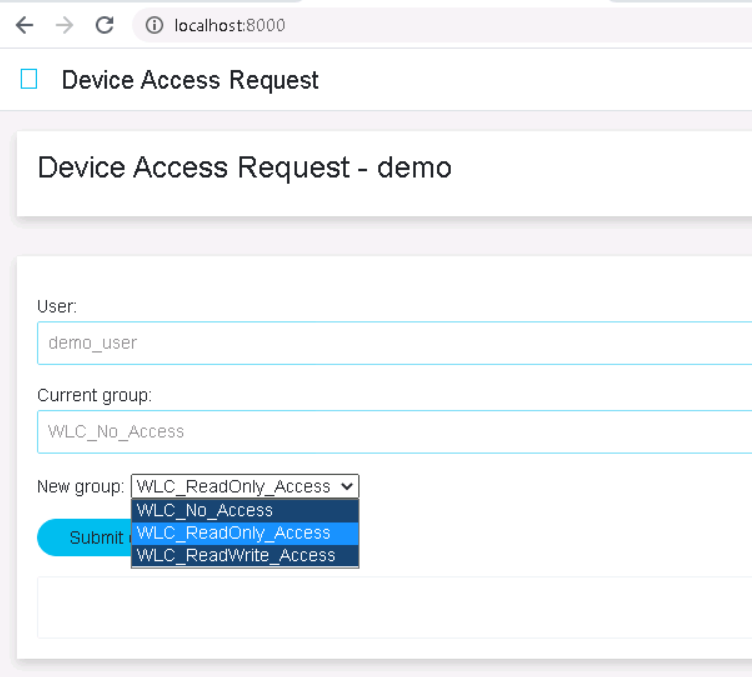 localhost:8000
Device Access Request
Device Access Request - demo
User:
demo_user
Current group:
WLC_No_Access
New group: WLC_ReadOnly_Access
WLC_No_Access
Submit WLC_ReadOnly_Access
WLC_ReadWrite_Access